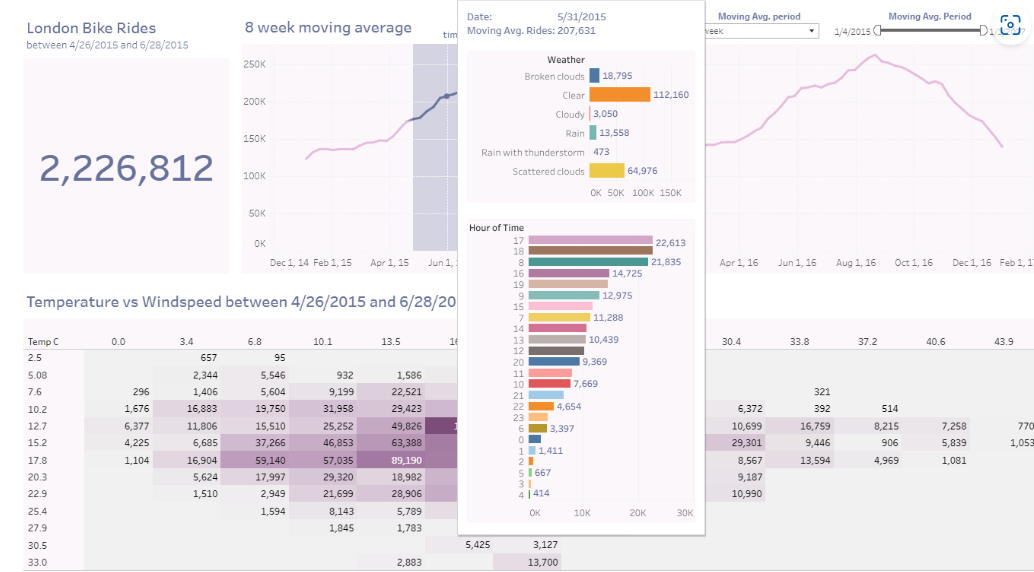 London Bike Rides
between 4/26/2015 and 6/28/2015
2,226,812
8 week moving average
250K
200K
150K
100K
50K
0K
Dec 1, 14 Feb 1, 15 Apr 1, 15 Jun 1,
Date: 5/31/2015
Moving Avg. Rides: 207,631
Weather
Broken clouds 18,795
Clear 112,160
Cloudy 3,050
Rain 13,558
Rain with thunderstorm 473
Scattered clouds 64,976
0K 50K 100K 150K
Hour of Time
17 22,613
18
8 21,835
16 14,725
19
9 12,975
15
7 11,288
14
13 10,439
12
20 9,369
11
10 7,669
21
22 4,654
23
6 3,397
0
1 1,411
2
5 667
3
4 414
0K 10K 20K 30K
Moving Avg. period
Moving Avg. Period
1/4/2015
Apr 1, 16 Jun 1, 16 Aug 1, 16 Oct 1, 16 Dec 1, 16 Feb 1, 1
Temperature vs Windspeed between 4/26/2015 and 6/28/20
Temp C 0.0 3.4 6.8 10.1 13.5 30.4 33.8 37.2 40.6 43.9
2.5 657 95
5.08 2,344 5,546 932 1,586
7.6 296 1,406 5,604 9,199 22,521 321
10.2 1,676 16,883 19,750 31,958 29,423 6,372 392 514
12.7 6,377 11,806 15,510 25,252 49,826 10,699 16,759 8,215 7,258 770
15.2 4,225 6,685 37,266 46,853 63,388 29,301 9,446 906 5,839 1,053
17.8 1,104 16,904 59,140 57,035 89,190 8,567 13,594 4,969 1,081
20.3 5,624 17,997 29,320 18,982 9,187
22.9 1,510 2,949 21,699 28,906 10,990
25.4 1,594 8,143 5,789
27.9 1,845 1,783
30.5 5,425 3,127
33.0 2,883 13,700